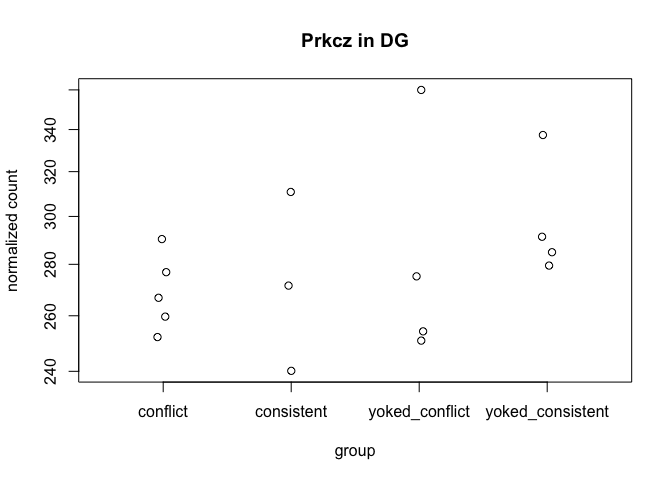 Prkcz in DG
normalized count
340
320
300
280
260
240
conflict
consistent
yoked_conflict
yoked_consistent
group